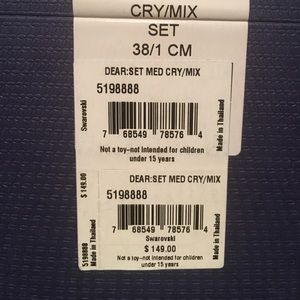 CRY/MIX
SET
38/1 CM
DEAR:SET MED CRY/MIX
5198888
Swarovski
Made in Thailand
7 68549 78576 4
Not a toy-not intended for children
under 15 years
DEAR:SET MED CRY/MIX
5198888
$ 149.00
7 68549 78576 4
Swarovski
$ 149.00
Not a toy-not intended for children
under 15 years
5198888
Made in Thailand
Made in Thailand